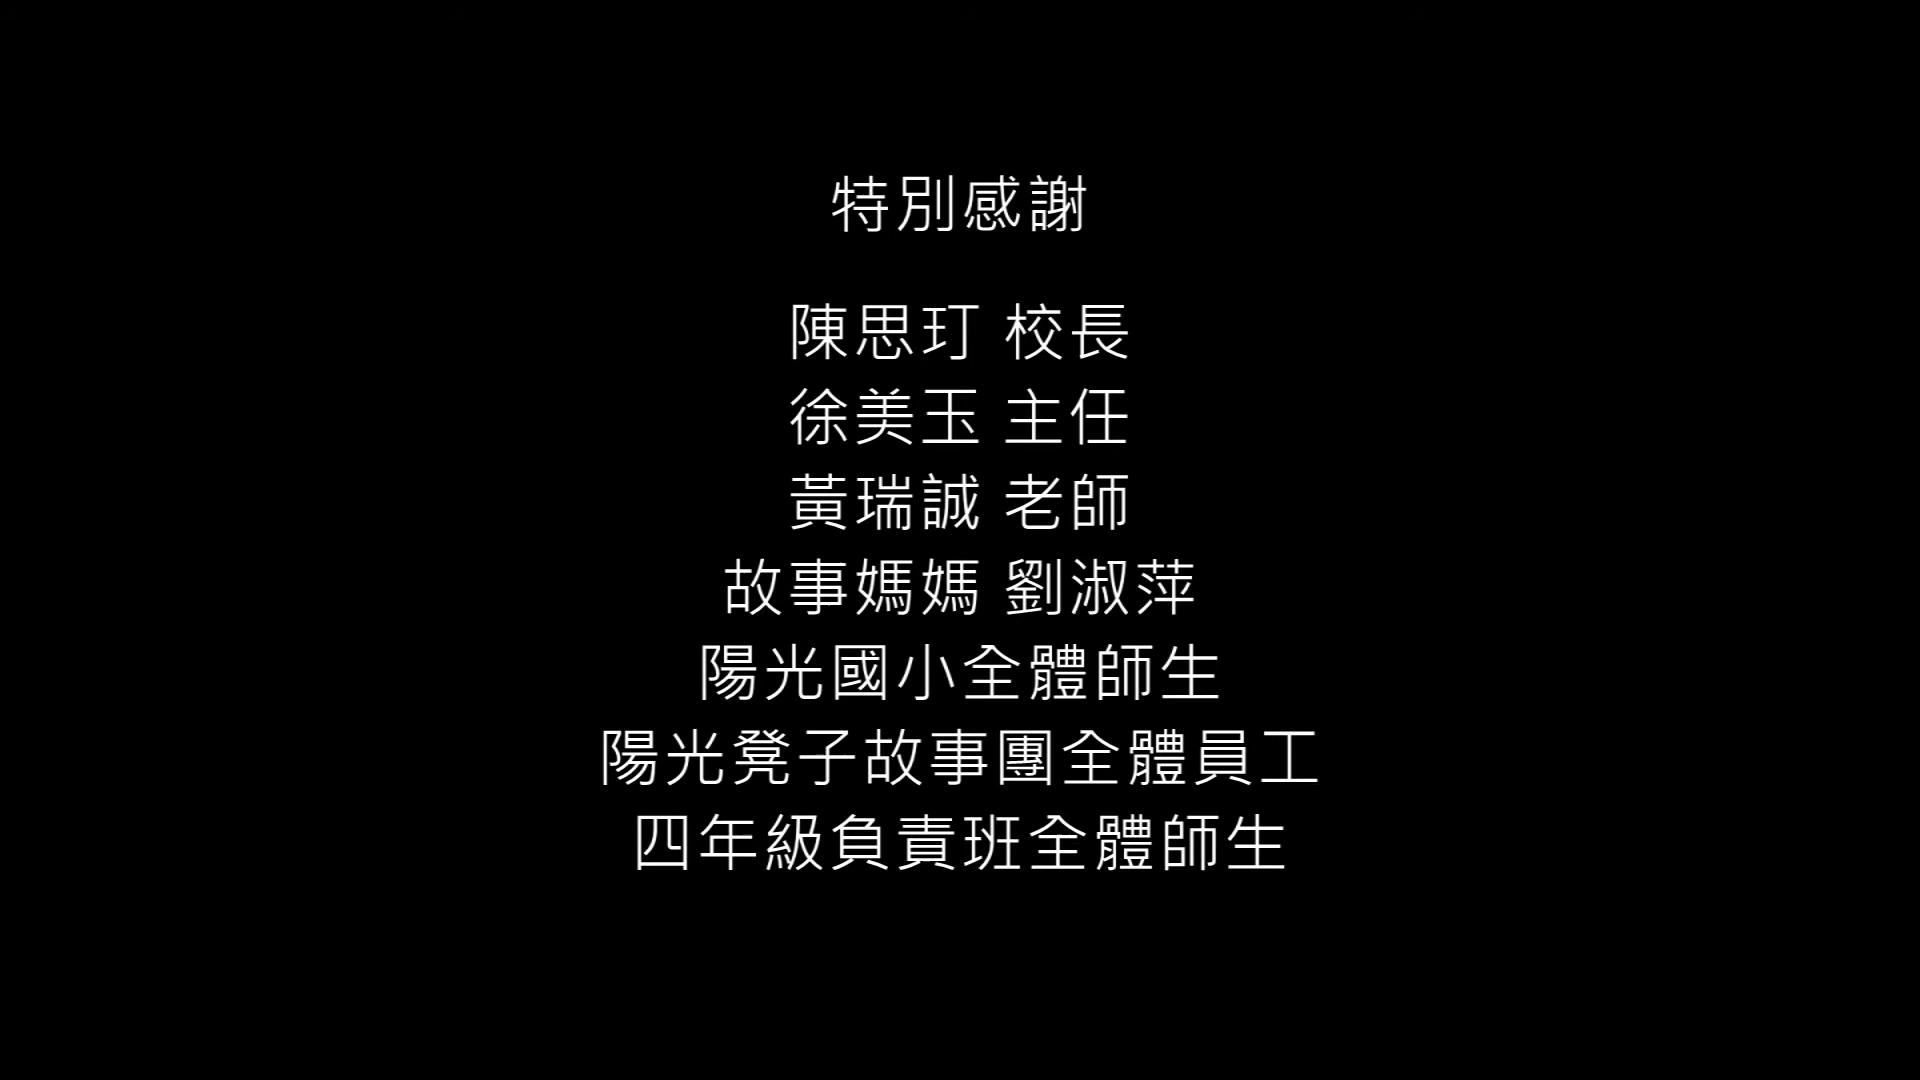 特別感謝
陳思玎 校長
徐美玉 主任
黃瑞誠 老師
故事媽媽 劉淑萍
陽光國小全體師生
陽光凳子故事團全體員工
四年級負責班全體師生